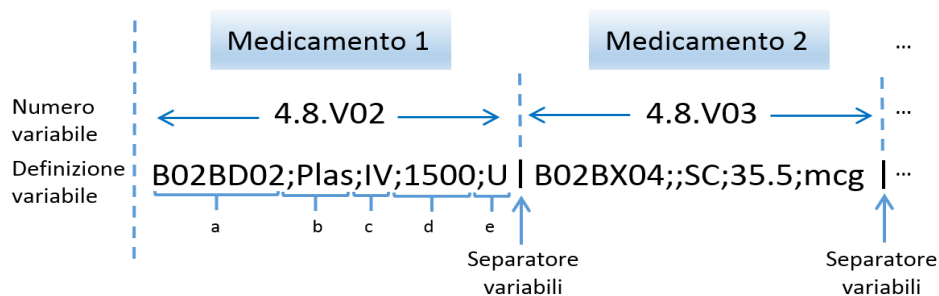 Medicamento 1
Medicamento 2
...
Numero
variabile
4.8.V02
4.8.V03
...
Definizione
variabile
B02BD02;Plas;IV;1500;U | B02BX04;;SC;35.5;mcg | ...
a
b
c
d
e
Separatore
variabili
Separatore
variabili